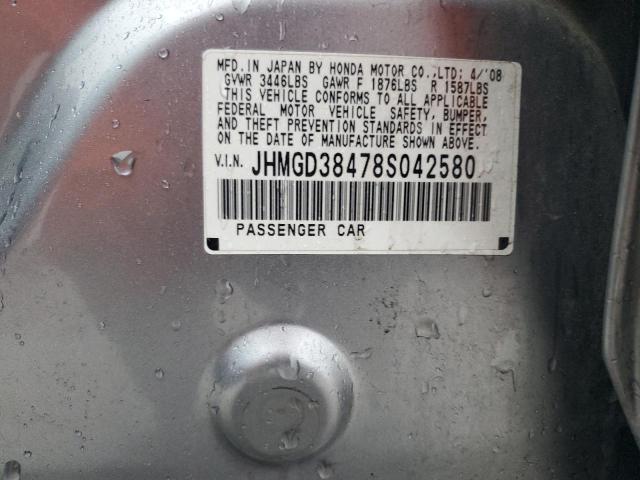 MFD. IN JAPAN BY HONDA MOTOR CO.,LTD; 4/'08
GVWR 3446LBS GAWR F 1876LBS R 1587LBS
THIS VEHICLE CONFORMS TO ALL APPLICABLE
FEDERAL MOTOR VEHICLE SAFETY, BUMPER,
AND THEFT PREVENTION STANDARDS IN EFFECT
ON THE DATE OF MANUFACTURE SHOWN ABOVE.
V.I.N. JHMGD38478S042580
PASSENGER CAR